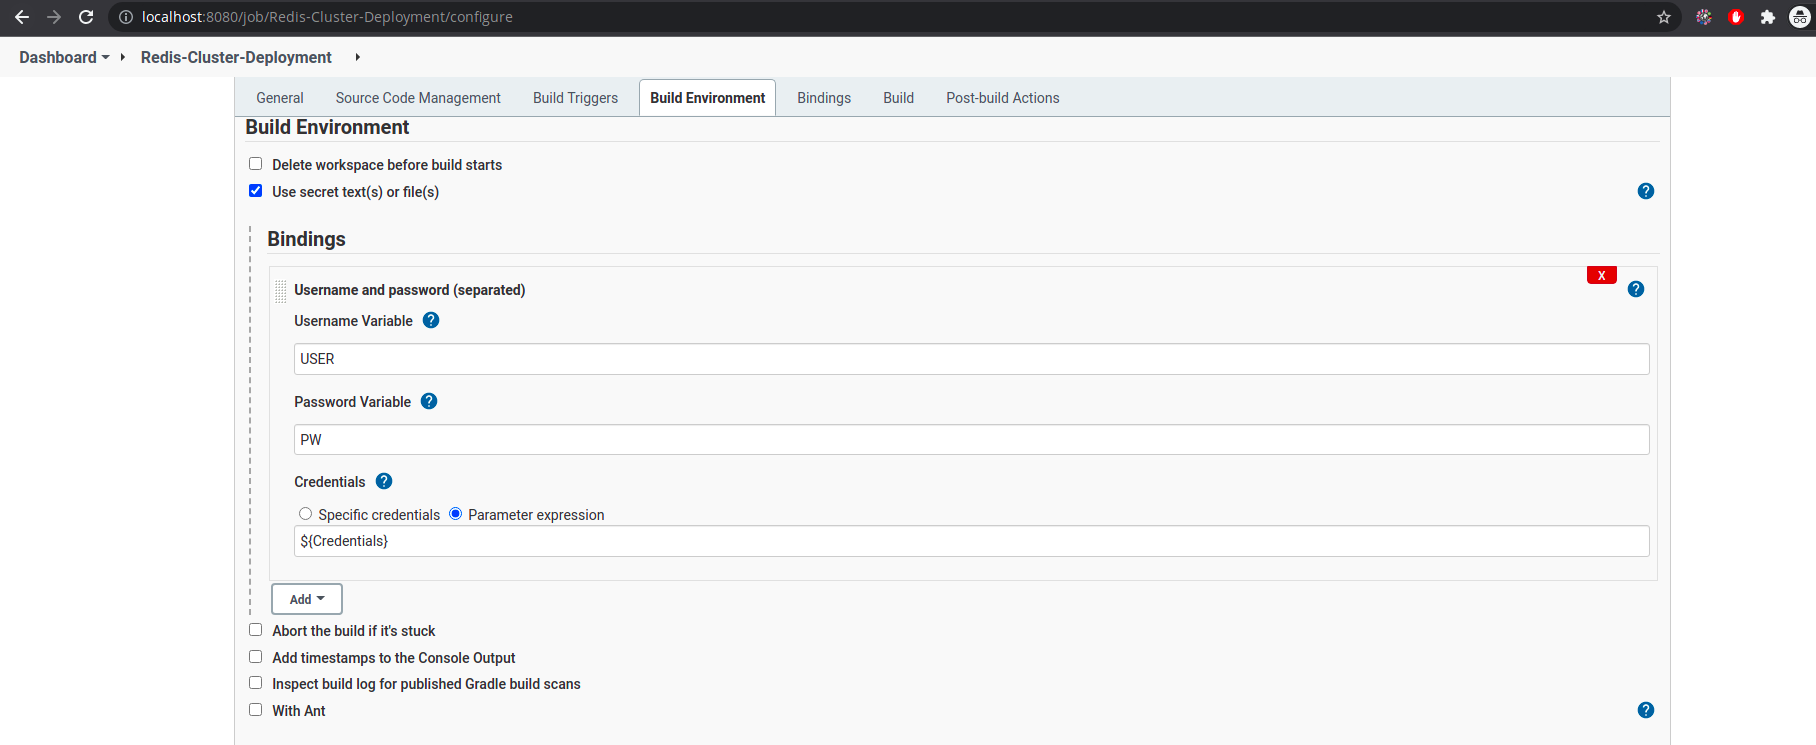 localhost:8080/job/Redis-Cluster-Deployment/configure
Dashboard Redis-Cluster-Deployment
General Source Code Management Build Triggers Build Environment Bindings Build Post-build Actions
Build Environment
Delete workspace before build starts
Use secret text(s) or file(s) ?
Bindings
X
Username and password (separated) ?
Username Variable ?
USER
Password Variable ?
PW
Credentials ?
Specific credentials Parameter expression
${Credentials}
Add
Abort the build if it's stuck
Add timestamps to the Console Output
Inspect build log for published Gradle build scans
With Ant ?